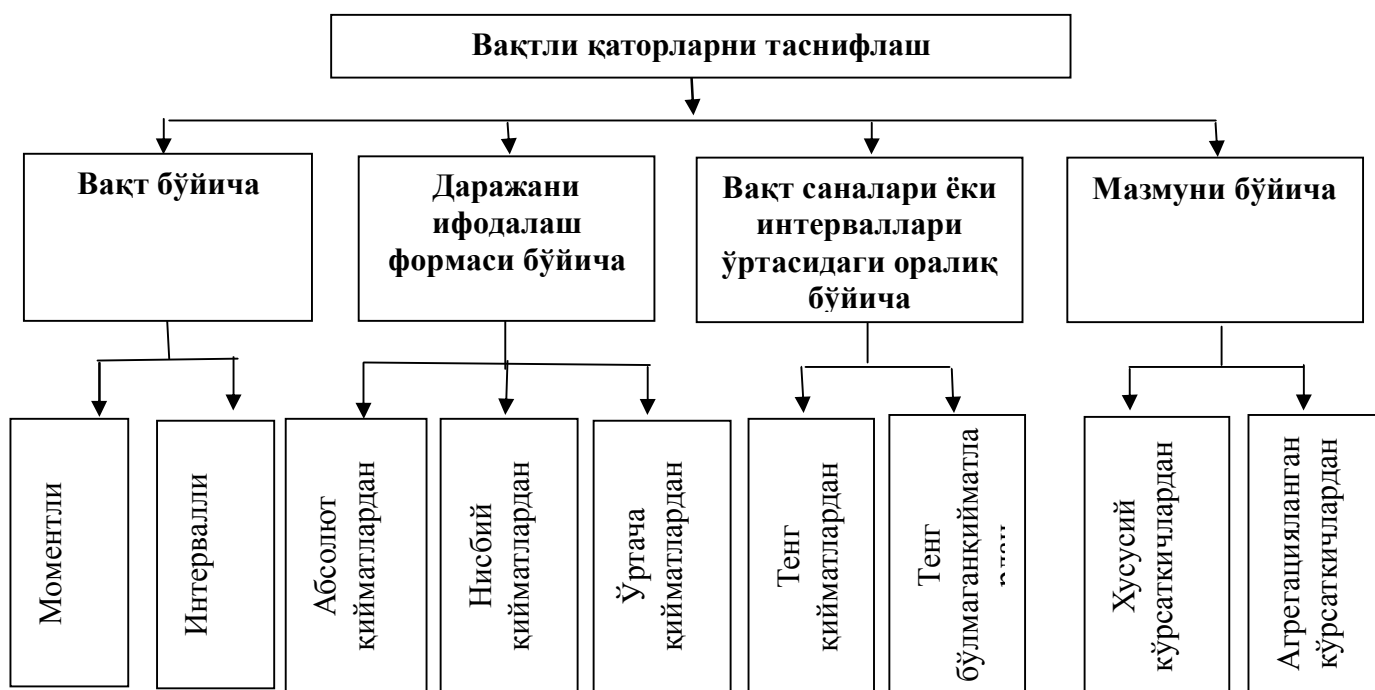 Вақтли қаторларни таснифлаш
Вақт бўйича
Даражани
ифодалаш
формаси бўйича
Вақт саналари ёки
интерваллари
ўртасидаги оралиқ
бўйича
Мазмуни бўйича
Моментли
Интервалли
Абсолют
қийматлардан
Нисбий
қийматлардан
Ўртача
қийматлардан
Тенг
қийматлардан
Тенг
бўлмаганқийматла
рдан
Хусусий
кўрсаткичлардан
Агрегацияланган
кўрсаткичлардан